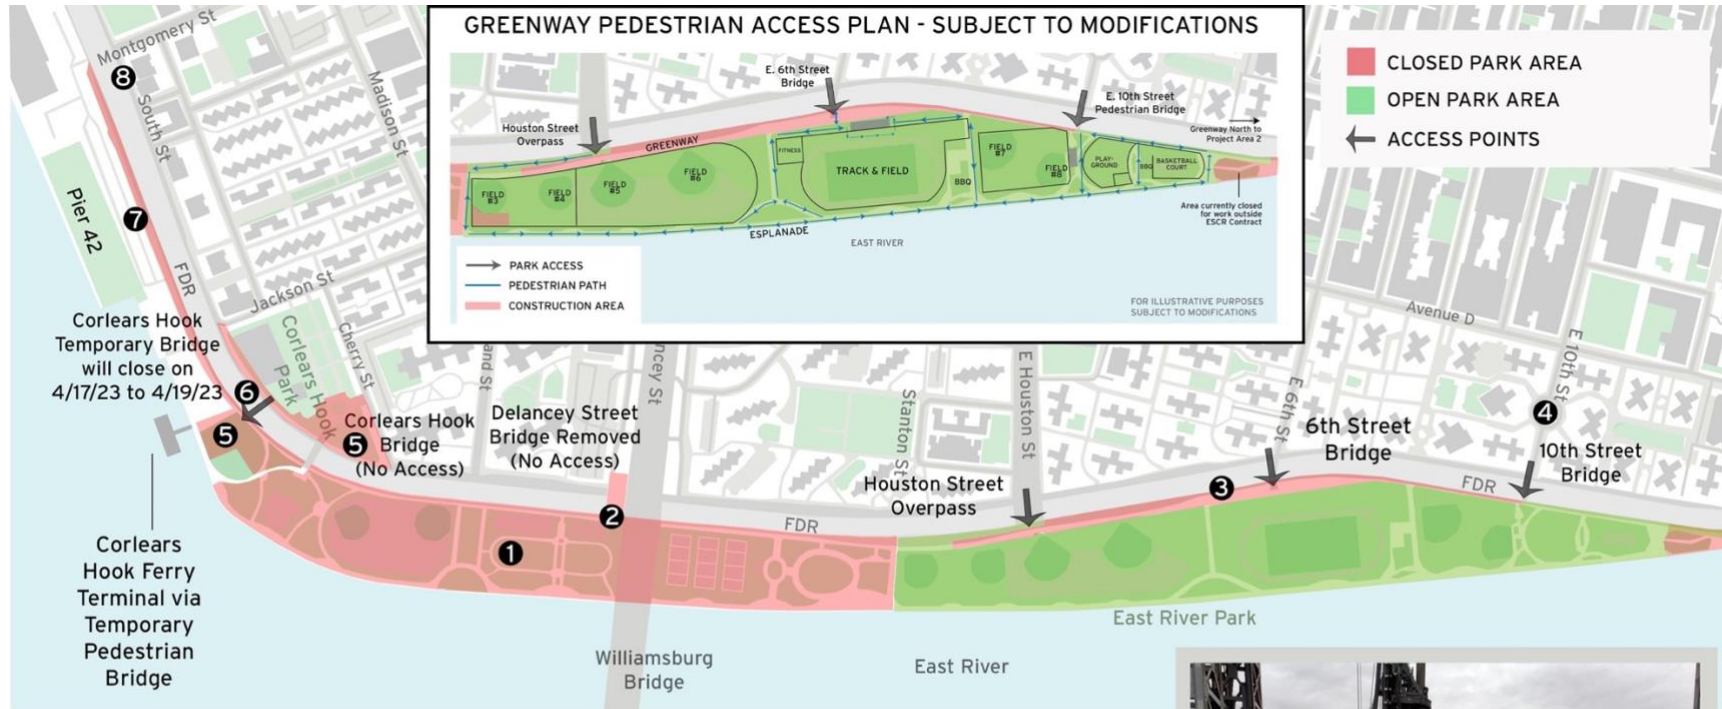 GREENWAY PEDESTRIAN ACCESS PLAN - SUBJECT TO MODIFICATIONS
E. 6th Street
Bridge
E. 10th Street
Pedestrian Bridge
Houston Street
Overpass
Greenway North to
Project Area 2
GREENWAY
FITNESS
FIELD
#3
FIELD
#4
FIELD
#5
FIELD
#6
TRACK & FIELD
BBQ
FIELD
#7
FIELD
#8
PLAY-
GROUND
BBQ
BASKETBALL
COURT
Area currently closed
for work outside
ESCR Contract
ESPLANADE
EAST RIVER
PARK ACCESS
PEDESTRIAN PATH
CONSTRUCTION AREA
FOR ILLUSTRATIVE PURPOSES
SUBJECT TO MODIFICATIONS
CLOSED PARK AREA
OPEN PARK AREA
ACCESS POINTS
Montgomery St
8
South St
Madison St
Pier 42
7
FDR
Jackson St
Corlears Hook
Park
Cherry St
Corlears Hook
Temporary Bridge
will close on
4/17/23 to 4/19/23
6
5
5
Corlears Hook
Bridge
(No Access)
and St
Delancey Street
Bridge Removed
(No Access)
ncey St
Stanton St
E Houston St
Houston Street
Overpass
FDR
2
1
3
E 6th St
6th Street
Bridge
Avenue D
E 10th St
4
10th Street
Bridge
FDR
Corlears
Hook Ferry
Terminal via
Temporary
Pedestrian
Bridge
Williamsburg
Bridge
East River
East River Park